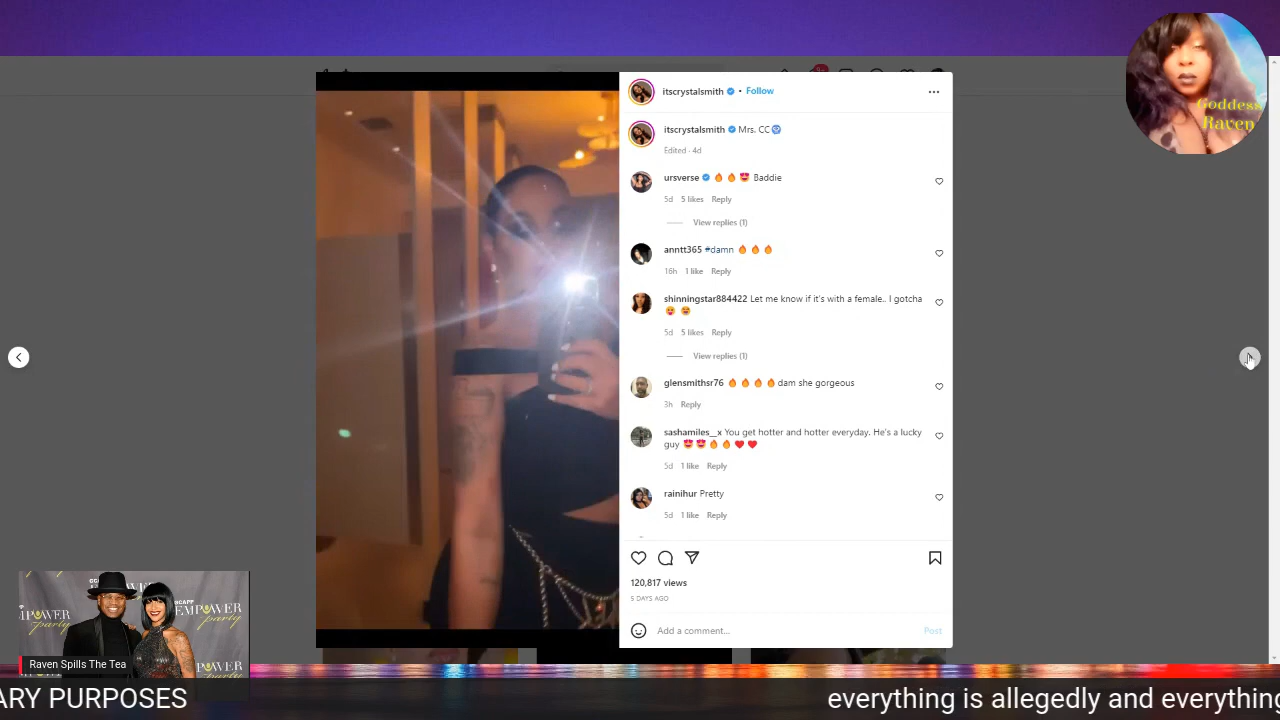 Goddess
Raven
itscrystalsmith • Follow
itscrystalsmith Mrs. CC🥶
Edited · 4d
ursverse 🔥🔥😍 Baddie
5d 5 likes Reply
View replies (1)
anntt365 #damn 🔥🔥🔥
16h 1 like Reply
shinningstar884422 Let me know if it's with a female.. I gotcha
5d 5 likes Reply
View replies (1)
glensmithsr76 🔥🔥🔥🔥dam she gorgeous
3h Reply
sashamiles__x You get hotter and hotter everyday. He's a lucky
guy 😍😍🔥🔥❤️❤️
5d 1 like Reply
rainihur Pretty
5d 1 like Reply
120,817 views
5 DAYS AGO
Add a comment... Post
EMPOWER
party
party
Raven Spills The Tea
ARY PURPOSES
everything is allegedly and everything